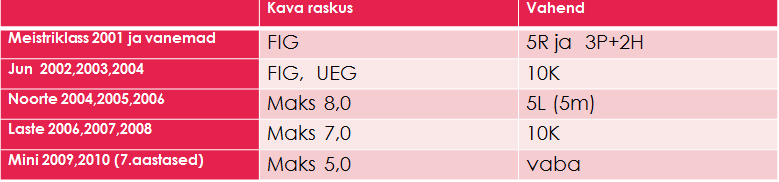 Kava raskus Vahend
Meistriklass 2001 ja vanemad FIG 5R ja 3P+2H
Jun 2002,2003,2004 FIG, UEG 10K
Noorte 2004,2005,2006 Maks 8,0 5L (5m)
Laste 2006,2007,2008 Maks 7,0 10K
Mini 2009,2010 (7.aastased) Maks 5,0 vaba